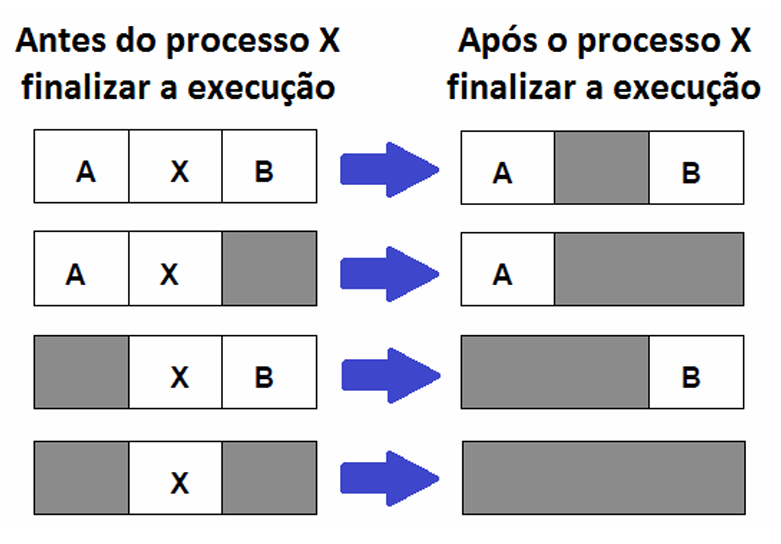 Antes do processo X
finalizar a execução
Após o processo X
finalizar a execução
A X B
A B
A X
A
X B
B
X